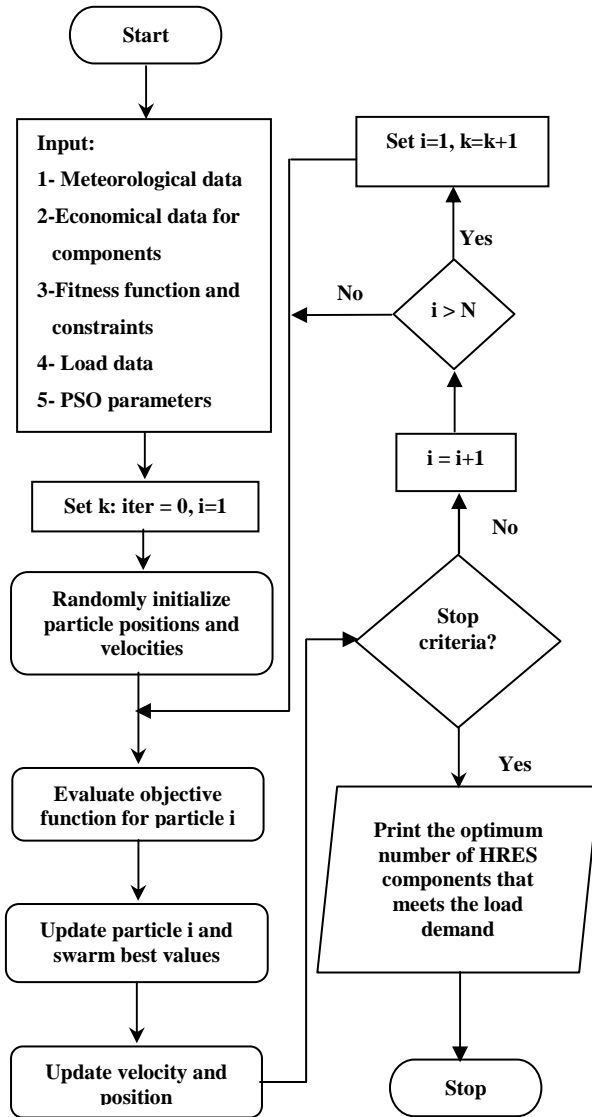 Start
Input:
1- Meteorological data
2-Economical data for
components
3-Fitness function and
constraints
4- Load data
5- PSO parameters
Set k: iter = 0, i=1
Randomly initialize
particle positions and
velocities
Evaluate objective
function for particle i
Update particle i and
swarm best values
Update velocity and
position
Set i=1, k=k+1
Yes
No
i > N
i = i+1
No
Stop
criteria?
Yes
Print the optimum
number of HRES
components that
meets the load
demand
Stop